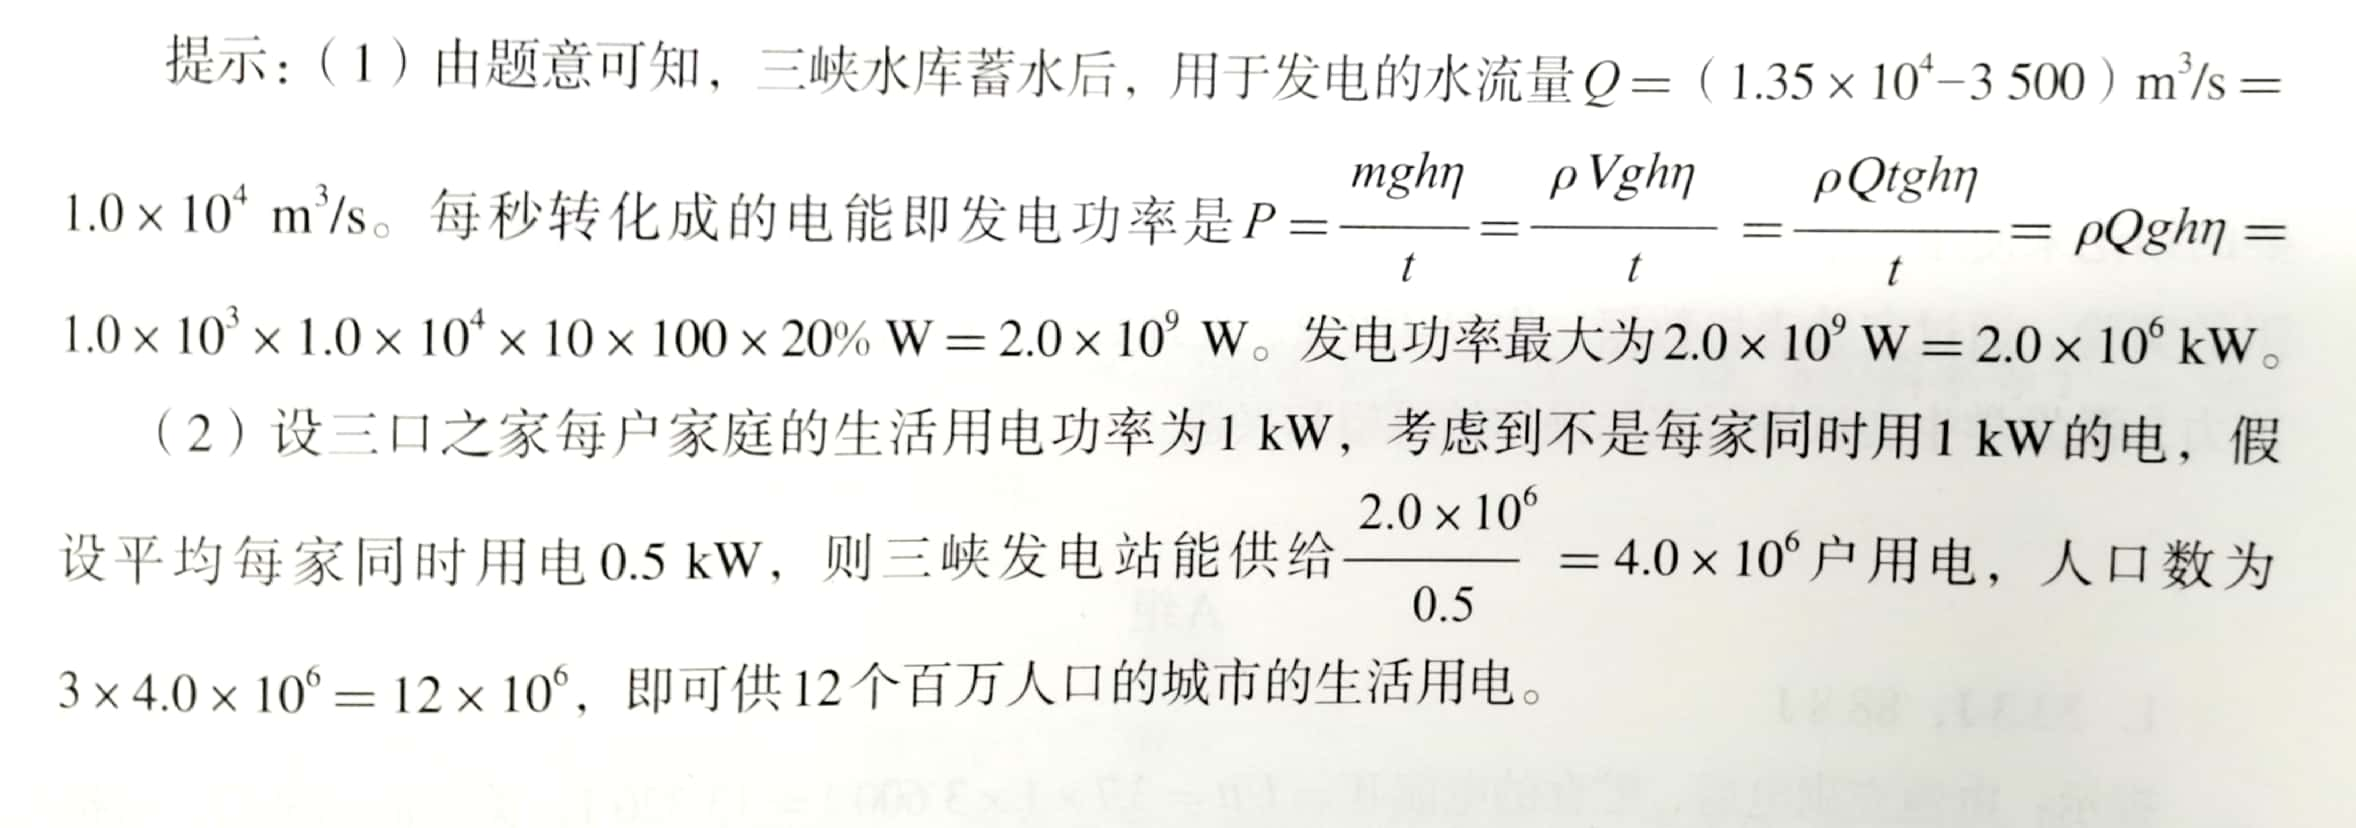 提示:(1)由题意可知，三峡水库蓄水后，用于发电的水流量Q=(1.35×10⁴-3 500)m³/s=
1.0×10⁴ m³/s。每秒转化成的电能即发电功率是P=mghη/t=ρVghη/t=ρQtghη/t=ρQghη=
1.0×10³×1.0×10⁴×10×100×20% W=2.0×10⁹ W。发电功率最大为2.0×10⁹ W=2.0×10⁶ kW。
(2)设三口之家每户家庭的生活用电功率为1 kW，考虑到不是每家同时用1 kW的电，假
设平均每家同时用电0.5 kW，则三峡发电站能供给2.0×10⁶/0.5=4.0×10⁶户用电，人口数为
3×4.0×10⁶=12×10⁶，即可供12个百万人口的城市的生活用电。